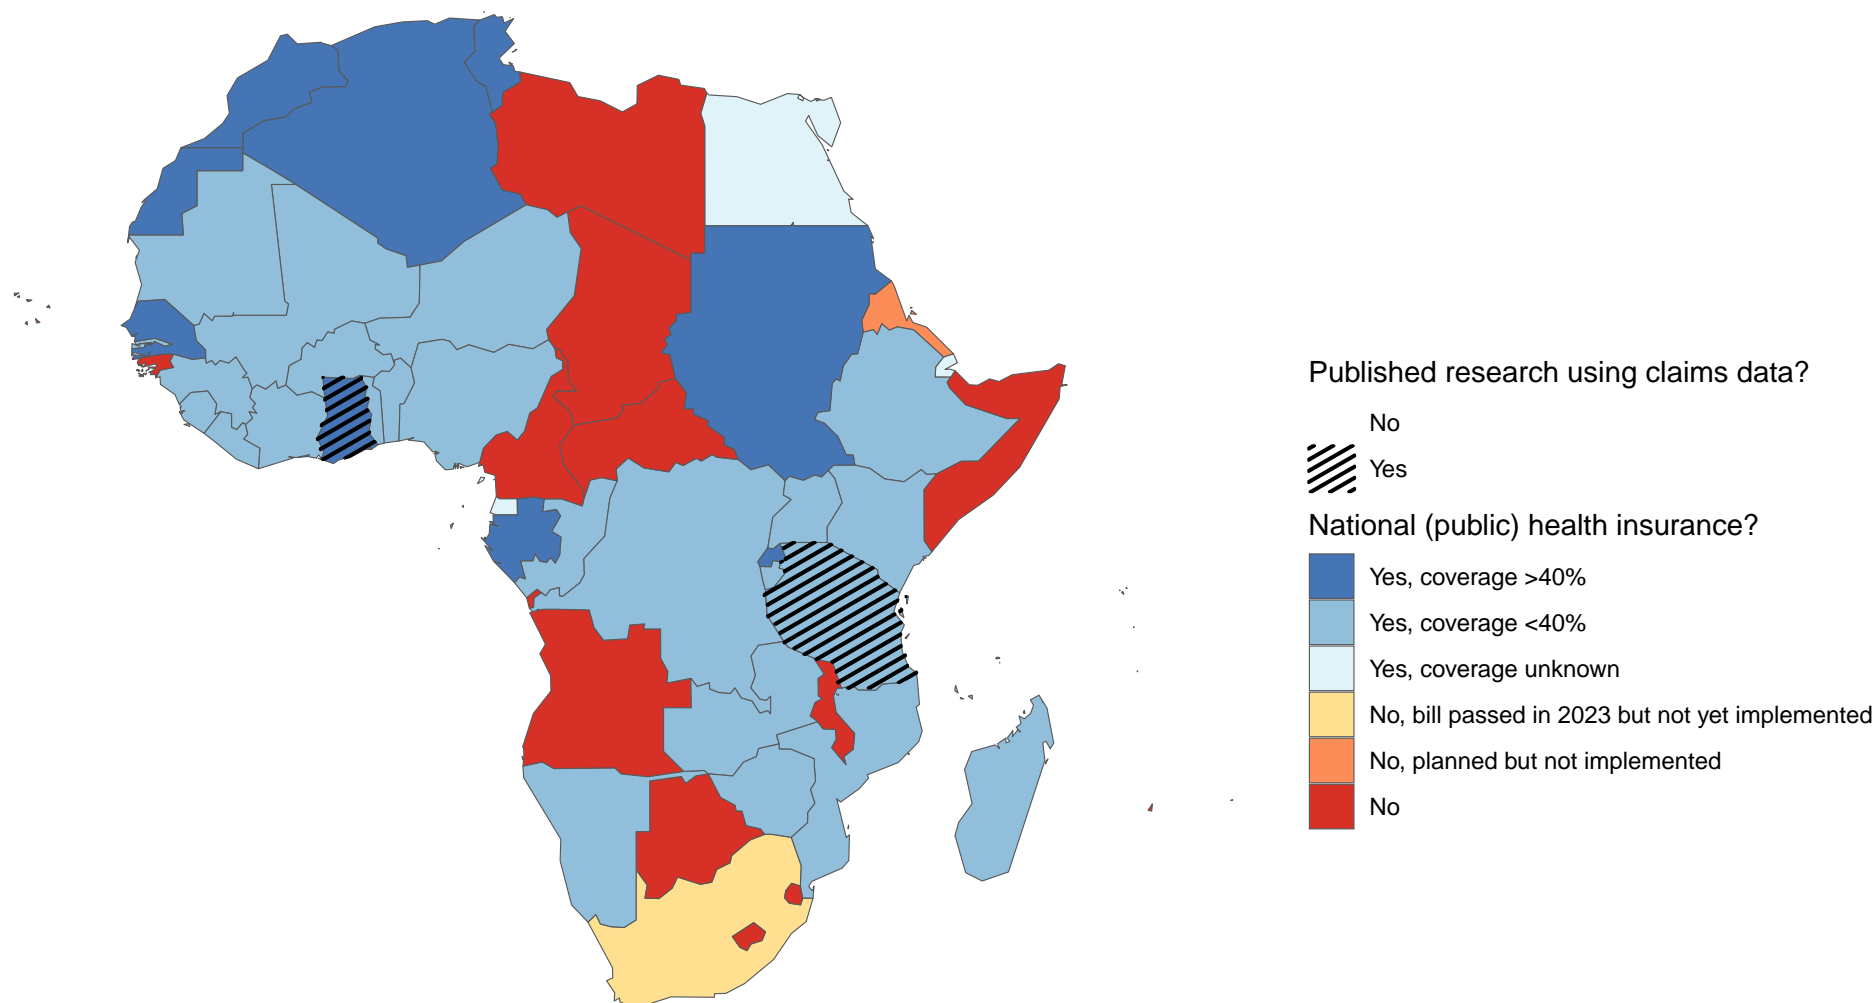 Published research using claims data?
No
Yes
National (public) health insurance?
Yes, coverage >40%
Yes, coverage <40%
Yes, coverage unknown
No, bill passed in 2023 but not yet implemented
No, planned but not implemented
No